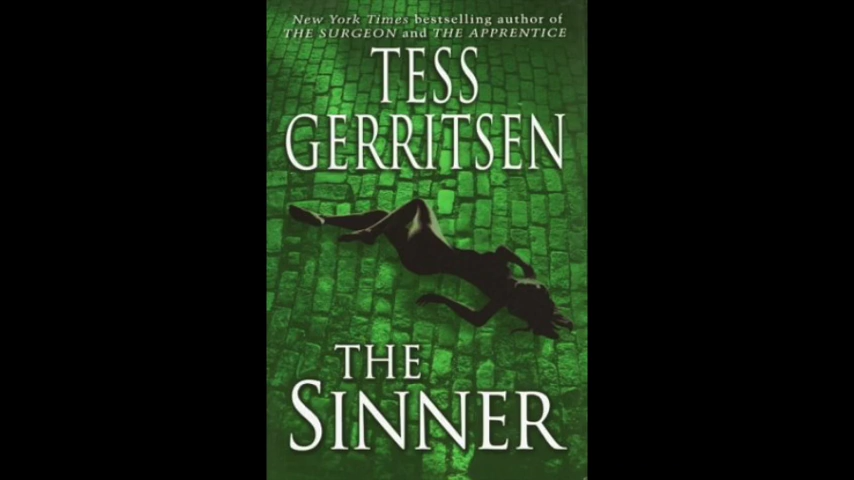 New York Times bestselling author of
THE SURGEON and THE APPRENTICE
TESS
GERRITSEN
THE
SINNER